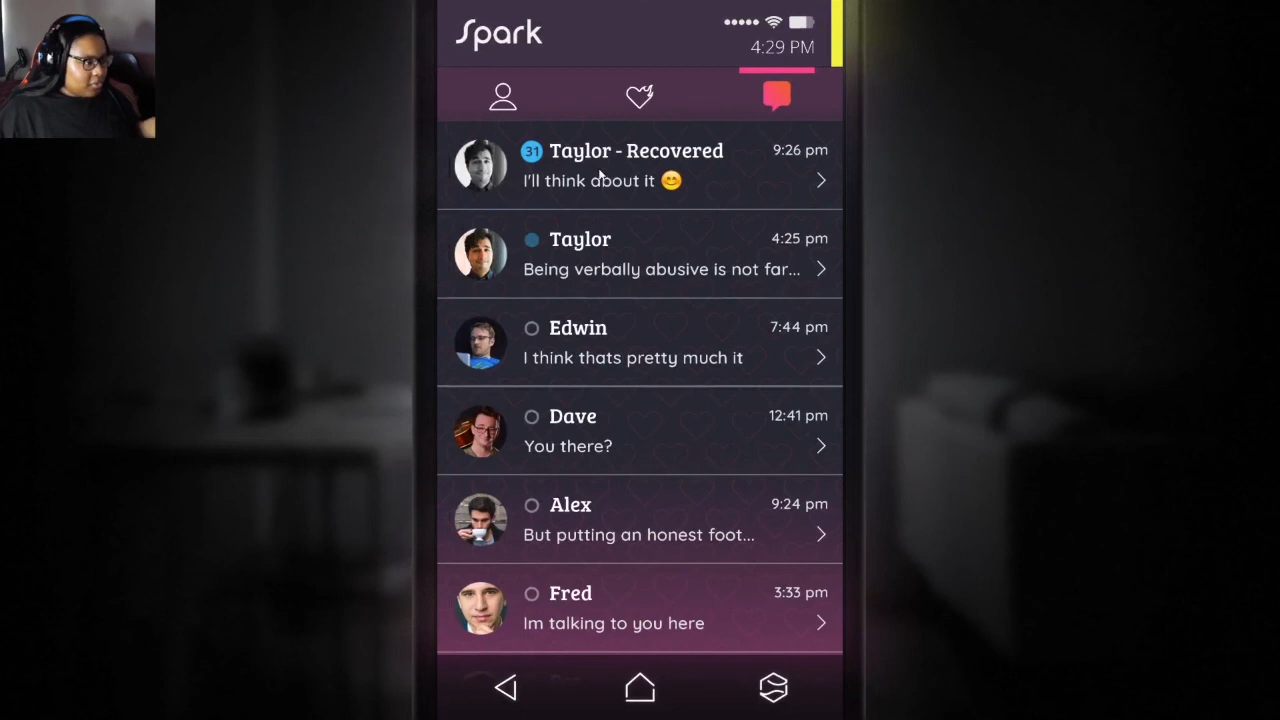 Spark
4:29 PM
31 Taylor - Recovered 9:26 pm
I'll think about it 😊
Taylor 4:25 pm
Being verbally abusive is not far...
Edwin 7:44 pm
I think thats pretty much it
Dave 12:41 pm
You there?
Alex 9:24 pm
But putting an honest foot...
Fred 3:33 pm
Im talking to you here